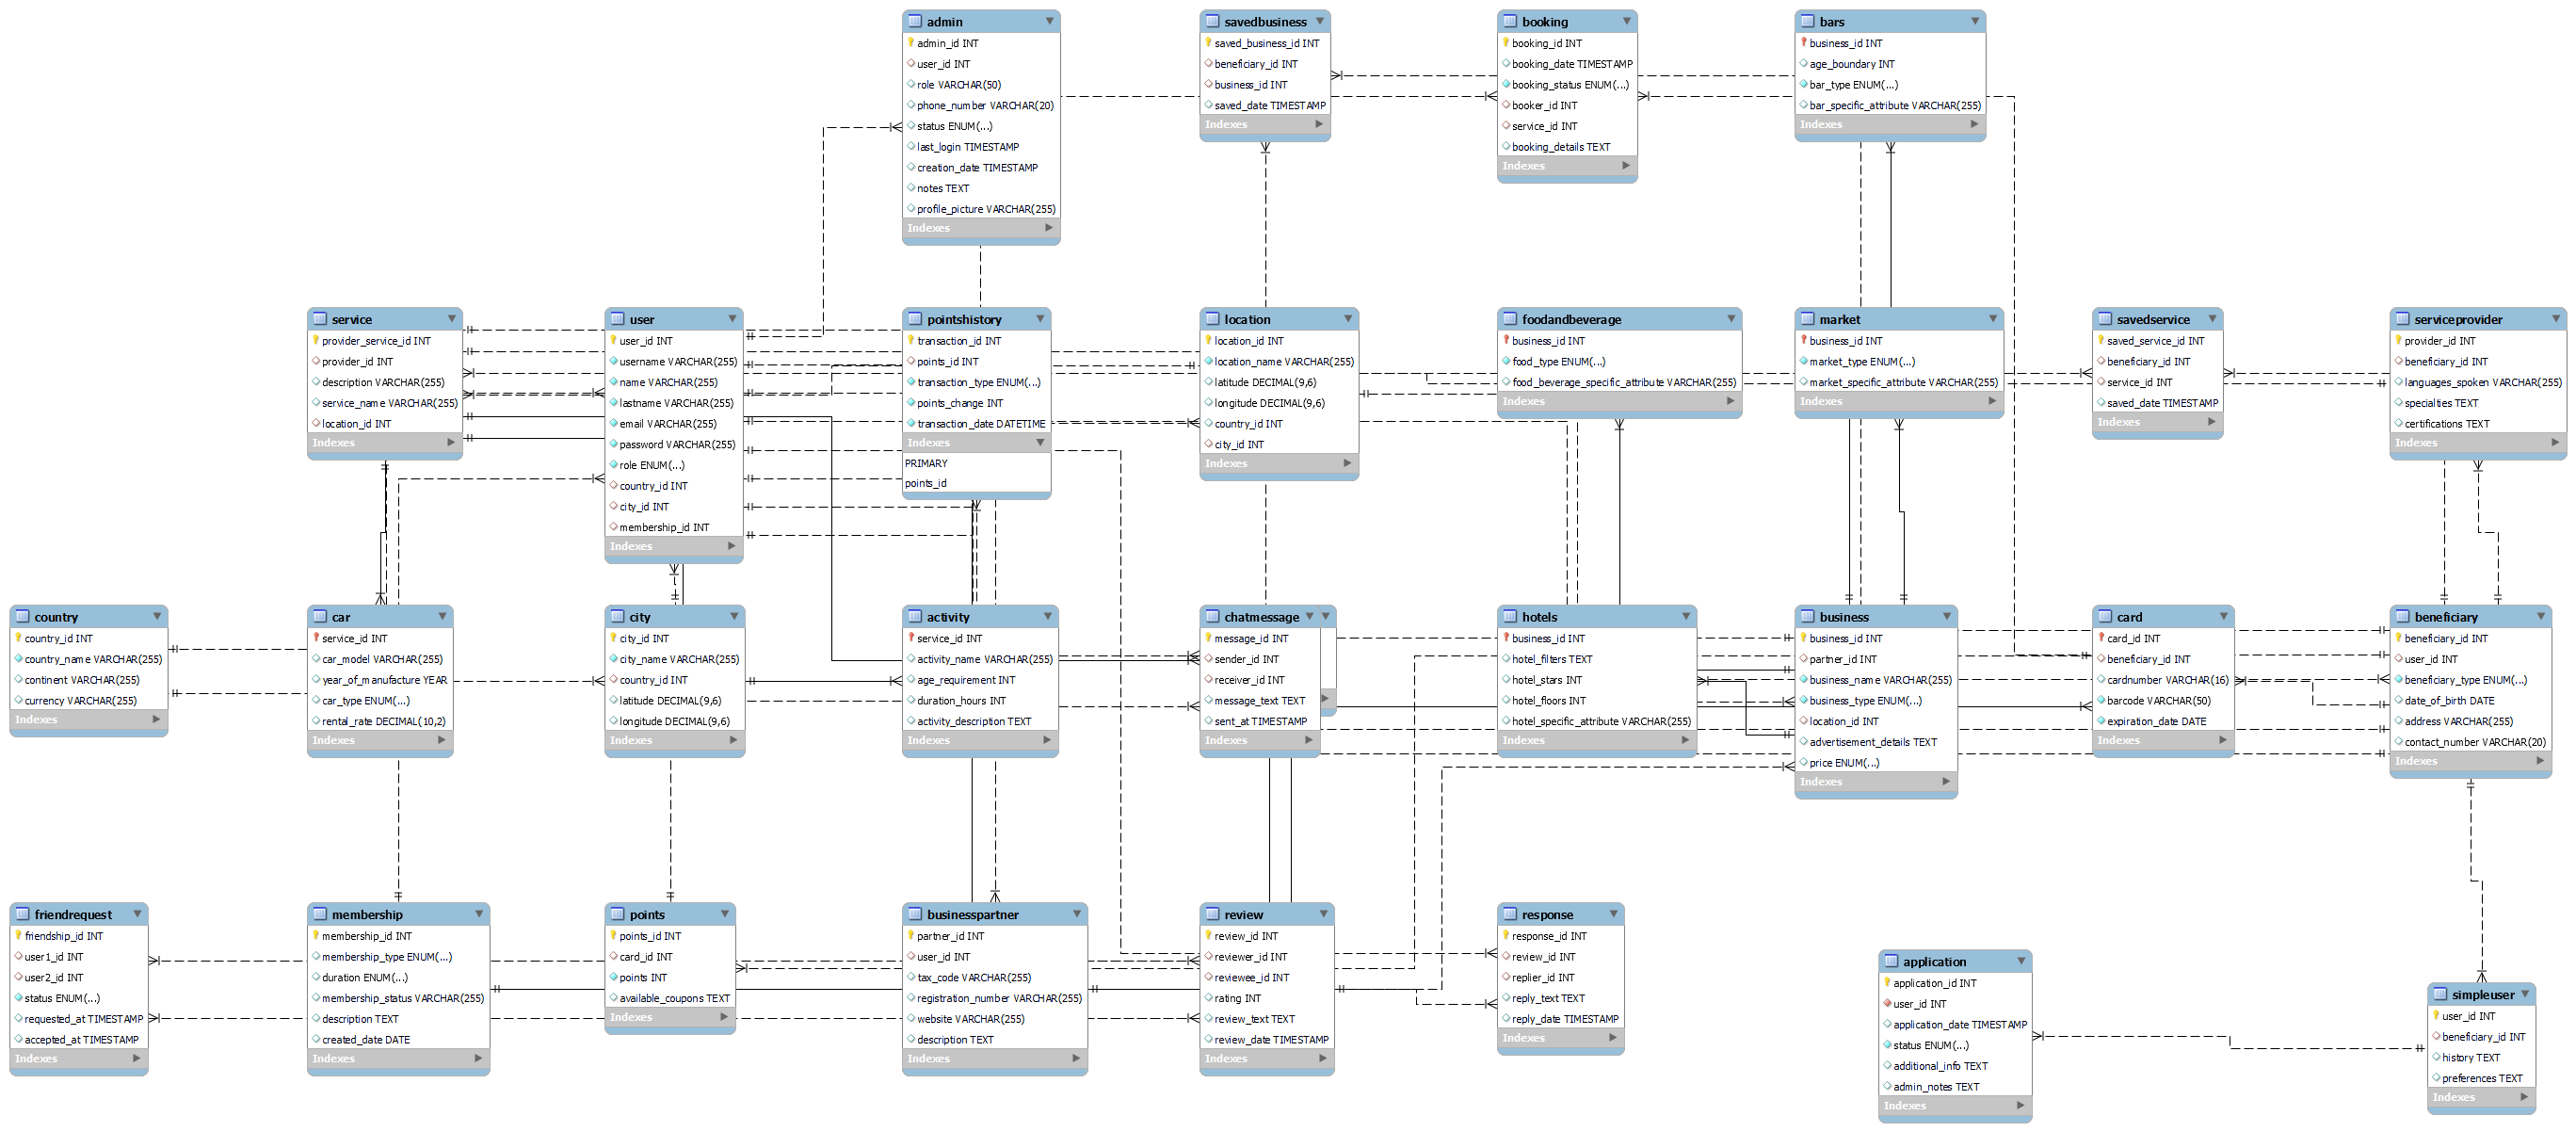 admin
admin_id INT
user_id INT
role VARCHAR(50)
phone_number VARCHAR(20)
status ENUM(...)
last_login TIMESTAMP
creation_date TIMESTAMP
notes TEXT
profile_picture VARCHAR(255)
Indexes
savedbusiness
saved_business_id INT
beneficiary_id INT
business_id INT
saved_date TIMESTAMP
Indexes
booking
booking_id INT
booking_date TIMESTAMP
booking_status ENUM(...)
booker_id INT
service_id INT
booking_details TEXT
Indexes
bars
business_id INT
age_boundary INT
bar_type ENUM(...)
bar_specific_attribute VARCHAR(255)
Indexes
service
provider_service_id INT
provider_id INT
description VARCHAR(255)
service_name VARCHAR(255)
location_id INT
Indexes
user
user_id INT
username VARCHAR(255)
name VARCHAR(255)
lastname VARCHAR(255)
email VARCHAR(255)
password VARCHAR(255)
role ENUM(...)
country_id INT
city_id INT
membership_id INT
Indexes
pointshistory
transaction_id INT
points_id INT
transaction_type ENUM(...)
points_change INT
transaction_date DATETIME
Indexes
PRIMARY
points_id
location
location_id INT
location_name VARCHAR(255)
latitude DECIMAL(9,6)
longitude DECIMAL(9,6)
country_id INT
city_id INT
Indexes
foodandbeverage
business_id INT
food_type ENUM(...)
food_beverage_specific_attribute VARCHAR(255)
Indexes
market
business_id INT
market_type ENUM(...)
market_specific_attribute VARCHAR(255)
Indexes
savedservice
saved_service_id INT
beneficiary_id INT
service_id INT
saved_date TIMESTAMP
Indexes
serviceprovider
provider_id INT
beneficiary_id INT
languages_spoken VARCHAR(255)
specialties TEXT
certifications TEXT
Indexes
country
country_id INT
country_name VARCHAR(255)
continent VARCHAR(255)
currency VARCHAR(255)
Indexes
car
service_id INT
car_model VARCHAR(255)
year_of_manufacture YEAR
car_type ENUM(...)
rental_rate DECIMAL(10,2)
Indexes
city
city_id INT
city_name VARCHAR(255)
country_id INT
latitude DECIMAL(9,6)
longitude DECIMAL(9,6)
Indexes
activity
service_id INT
activity_name VARCHAR(255)
age_requirement INT
duration_hours INT
activity_description TEXT
Indexes
chatmessage
message_id INT
sender_id INT
receiver_id INT
message_text TEXT
sent_at TIMESTAMP
Indexes
hotels
business_id INT
hotel_filters TEXT
hotel_stars INT
hotel_floors INT
hotel_specific_attribute VARCHAR(255)
Indexes
business
business_id INT
partner_id INT
business_name VARCHAR(255)
business_type ENUM(...)
location_id INT
advertisement_details TEXT
price ENUM(...)
Indexes
card
card_id INT
beneficiary_id INT
cardnumber VARCHAR(16)
barcode VARCHAR(50)
expiration_date DATE
Indexes
beneficiary
beneficiary_id INT
user_id INT
beneficiary_type ENUM(...)
date_of_birth DATE
address VARCHAR(255)
contact_number VARCHAR(20)
Indexes
friendrequest
friendship_id INT
user1_id INT
user2_id INT
status ENUM(...)
requested_at TIMESTAMP
accepted_at TIMESTAMP
Indexes
membership
membership_id INT
membership_type ENUM(...)
duration ENUM(...)
membership_status VARCHAR(255)
description TEXT
created_date DATE
Indexes
points
points_id INT
card_id INT
points INT
available_coupons TEXT
Indexes
businesspartner
partner_id INT
user_id INT
tax_code VARCHAR(255)
registration_number VARCHAR(255)
website VARCHAR(255)
description TEXT
Indexes
review
review_id INT
reviewer_id INT
reviewee_id INT
rating INT
review_text TEXT
review_date TIMESTAMP
Indexes
response
response_id INT
review_id INT
replier_id INT
reply_text TEXT
reply_date TIMESTAMP
Indexes
application
application_id INT
user_id INT
application_date TIMESTAMP
status ENUM(...)
additional_info TEXT
admin_notes TEXT
Indexes
simpleuser
user_id INT
beneficiary_id INT
history TEXT
preferences TEXT
Indexes